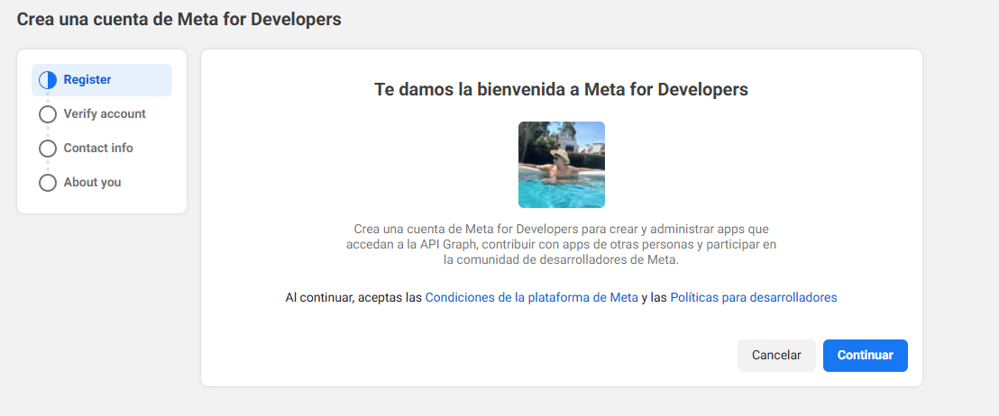 Crea una cuenta de Meta for Developers
Register
Verify account
Contact info
About you
Te damos la bienvenida a Meta for Developers
Crea una cuenta de Meta for Developers para crear y administrar apps que
accedan a la API Graph, contribuir con apps de otras personas y participar en
la comunidad de desarrolladores de Meta.
Al continuar, aceptas las Condiciones de la plataforma de Meta y las Políticas para desarrolladores
Cancelar
Continuar